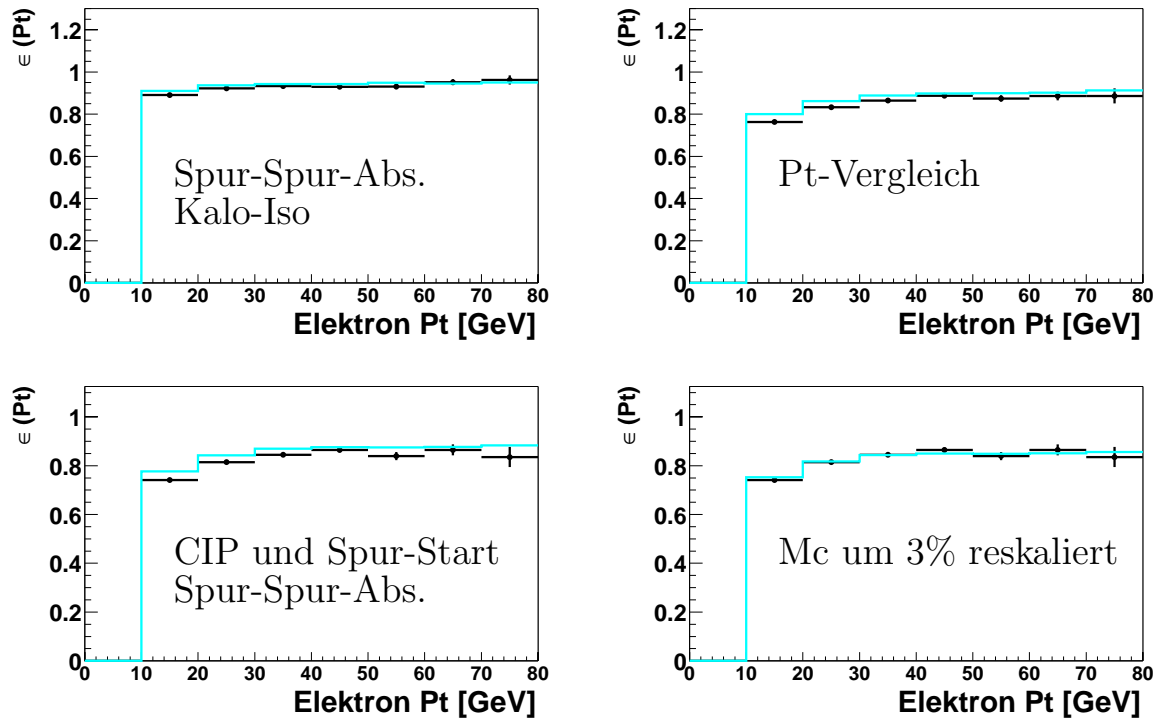 ε (Pt)
1.2
1
0.8
0.6
0.4
0.2
0
Spur-Spur-Abs.
Kalo-Iso
0 10 20 30 40 50 60 70 80
Elektron Pt [GeV]
ε (Pt)
1.2
1
0.8
0.6
0.4
0.2
0
Pt-Vergleich
0 10 20 30 40 50 60 70 80
Elektron Pt [GeV]
ε (Pt)
1
0.8
0.6
0.4
0.2
0
CIP und Spur-Start
Spur-Spur-Abs.
0 10 20 30 40 50 60 70 80
Elektron Pt [GeV]
ε (Pt)
1
0.8
0.6
0.4
0.2
0
Mc um 3% reskaliert
0 10 20 30 40 50 60 70 80
Elektron Pt [GeV]